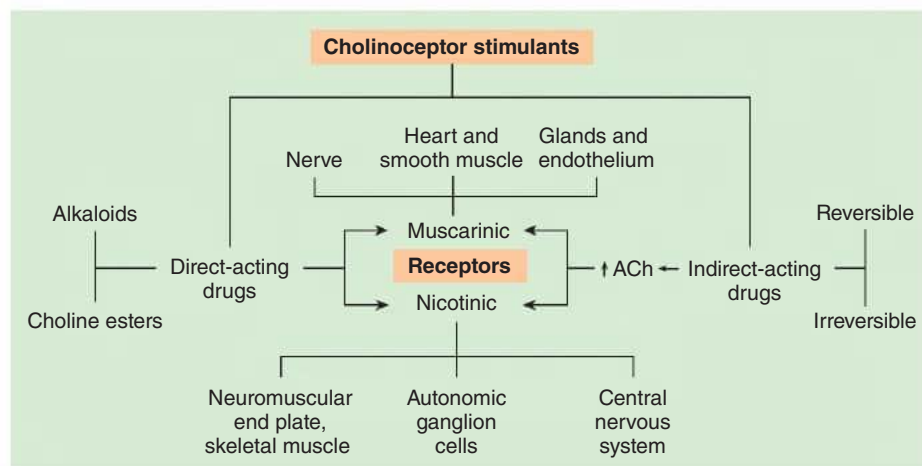 Cholinoceptor stimulants
Nerve
Heart and
smooth muscle
Glands and
endothelium
Alkaloids
Choline esters
Direct-acting
drugs
Muscarinic
Receptors
Nicotinic
↑ ACh
Indirect-acting
drugs
Reversible
Irreversible
Neuromuscular
end plate,
skeletal muscle
Autonomic
ganglion
cells
Central
nervous
system